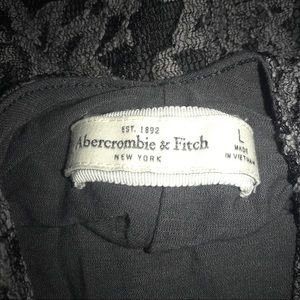 EST. 1892
Abercrombie & Fitch
NEW YORK
L
MADE
IN VIETNAM